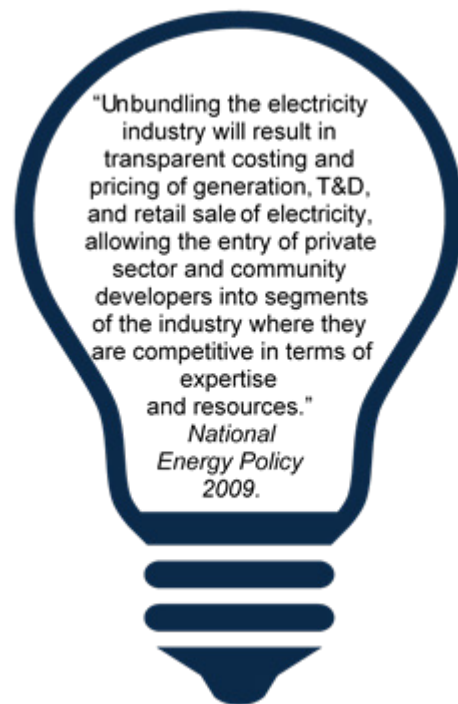 “Unbundling the electricity
industry will result in
transparent costing and
pricing of generation, T&D,
and retail sale of electricity,
allowing the entry of private
sector and community
developers into segments
of the industry where they
are competitive in terms of
expertise
and resources.”
National
Energy Policy
2009.